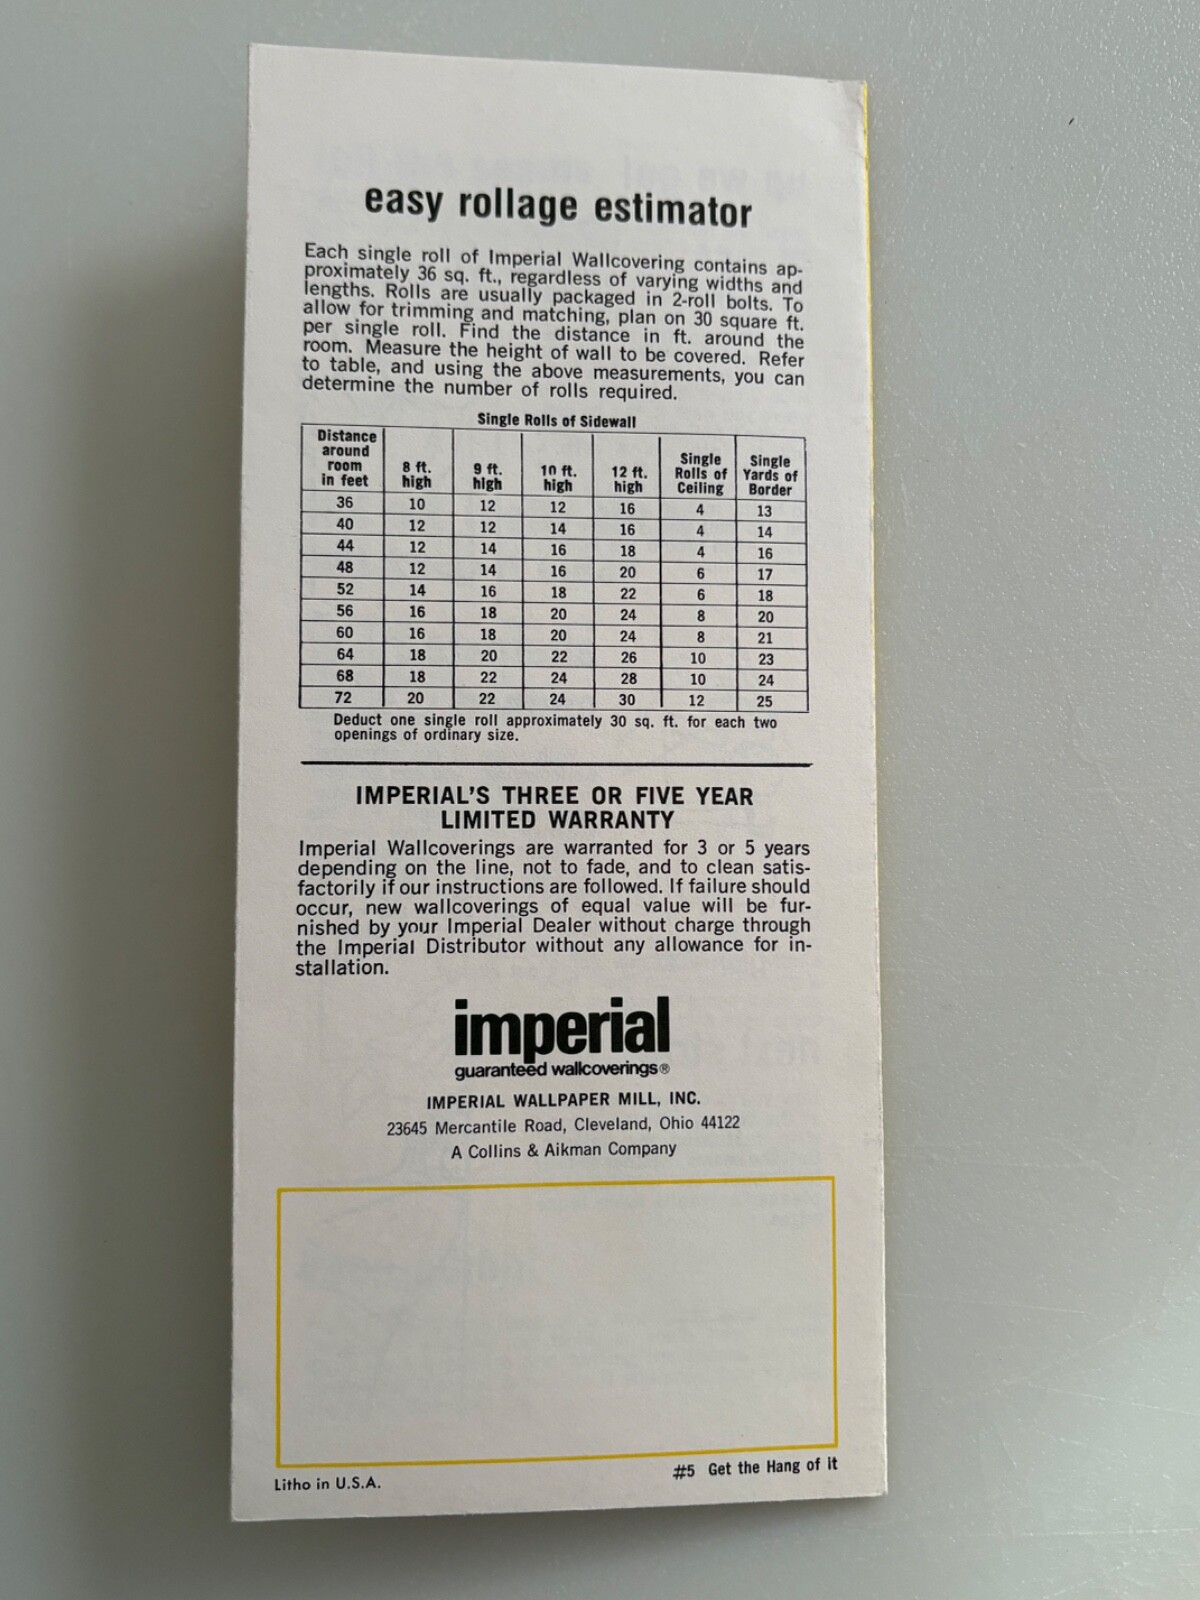 easy rollage estimator
Each single roll of Imperial Wallcovering contains ap-
proximately 36 sq. ft., regardless of varying widths and
lengths. Rolls are usually packaged in 2-roll bolts. To
allow for trimming and matching, plan on 30 square ft.
per single roll. Find the distance in ft. around the
room. Measure the height of wall to be covered. Refer
to table, and using the above measurements, you can
determine the number of rolls required.
Single Rolls of Sidewall
Distance around room in feet 8 ft. high 9 ft. high 10 ft. high 12 ft. high Single Rolls of Ceiling Single Yards of Border
36 10 12 12 16 4 13
40 12 12 14 16 4 14
44 12 14 16 18 4 16
48 12 14 16 20 6 17
52 14 16 18 22 6 18
56 16 18 20 24 8 20
60 16 18 20 24 8 21
64 18 20 22 26 10 23
68 18 22 24 28 10 24
72 20 22 24 30 12 25
Deduct one single roll approximately 30 sq. ft. for each two
openings of ordinary size.
IMPERIAL'S THREE OR FIVE YEAR
LIMITED WARRANTY
Imperial Wallcoverings are warranted for 3 or 5 years
depending on the line, not to fade, and to clean satis-
factorily if our instructions are followed. If failure should
occur, new wallcoverings of equal value will be fur-
nished by your Imperial Dealer without charge through
the Imperial Distributor without any allowance for in-
stallation.
imperial
guaranteed wallcoverings®
IMPERIAL WALLPAPER MILL, INC.
23645 Mercantile Road, Cleveland, Ohio 44122
A Collins & Aikman Company
Litho in U.S.A.
#5 Get the Hang of it